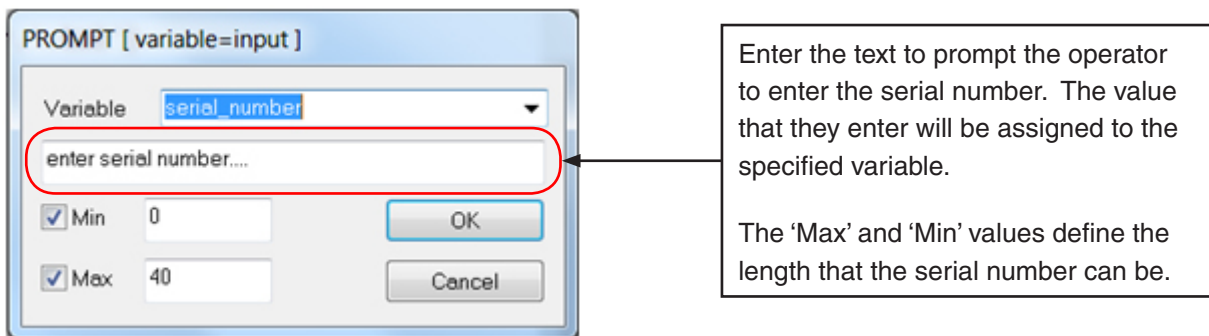 PROMPT [ variable=input ]
Variable serial_number
enter serial number....
Min 0 OK
Max 40 Cancel
Enter the text to prompt the operator
to enter the serial number. The value
that they enter will be assigned to the
specified variable.
The ‘Max’ and ‘Min’ values define the
length that the serial number can be.